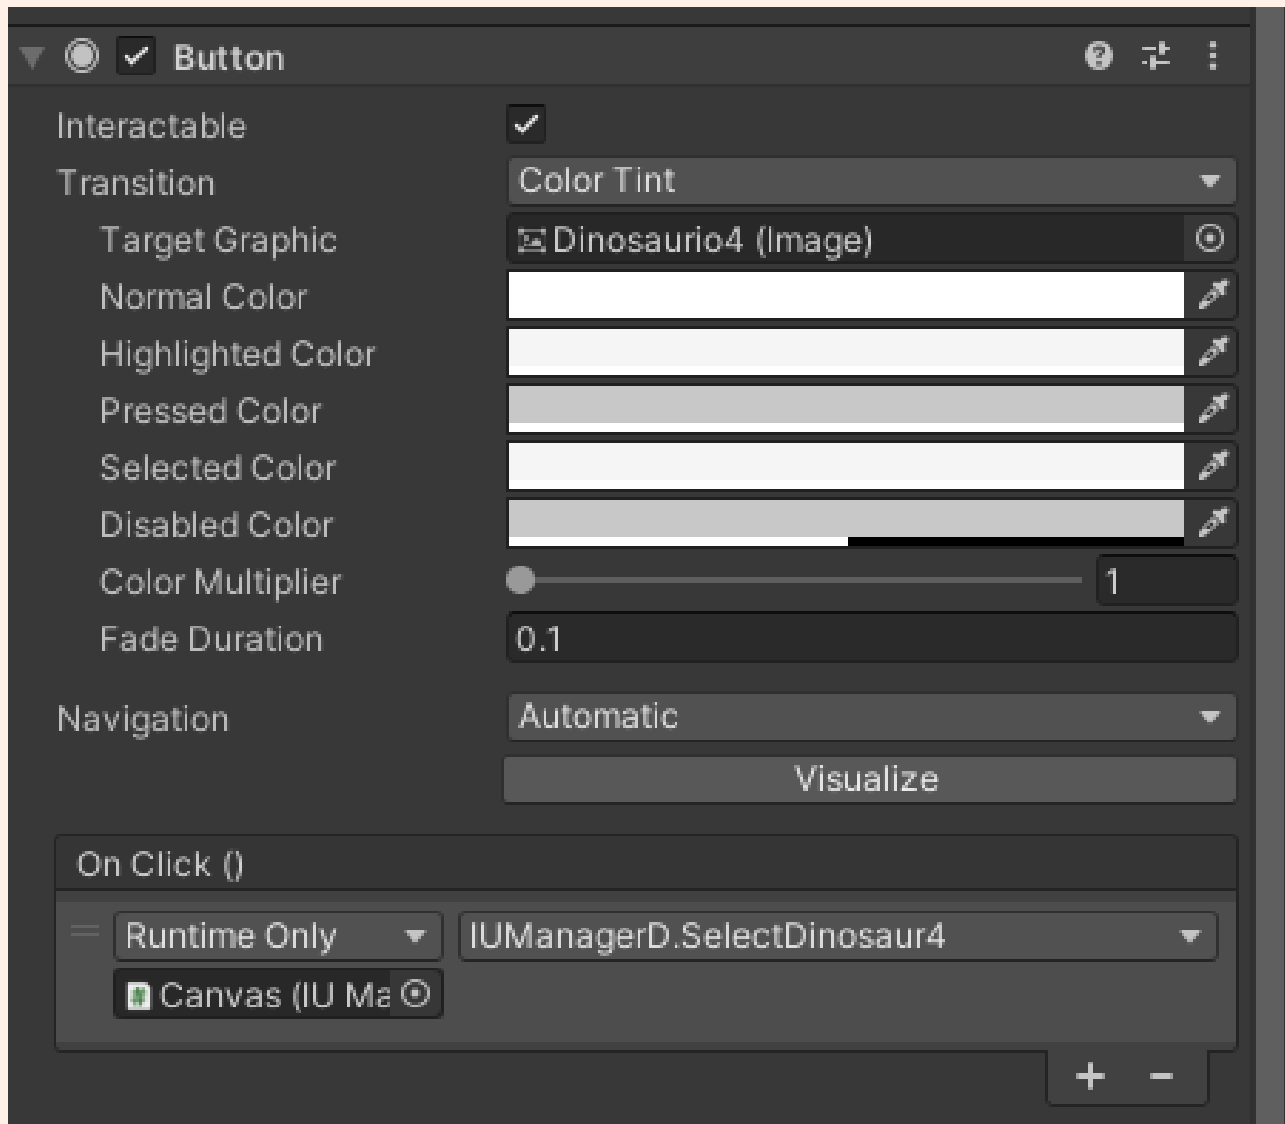 Button
Interactable
Transition Color Tint
Target Graphic Dinosaurio4 (Image)
Normal Color
Highlighted Color
Pressed Color
Selected Color
Disabled Color
Color Multiplier 1
Fade Duration 0.1
Navigation Automatic
Visualize
On Click ()
Runtime Only IUManagerD.SelectDinosaur4
Canvas (IU Ma